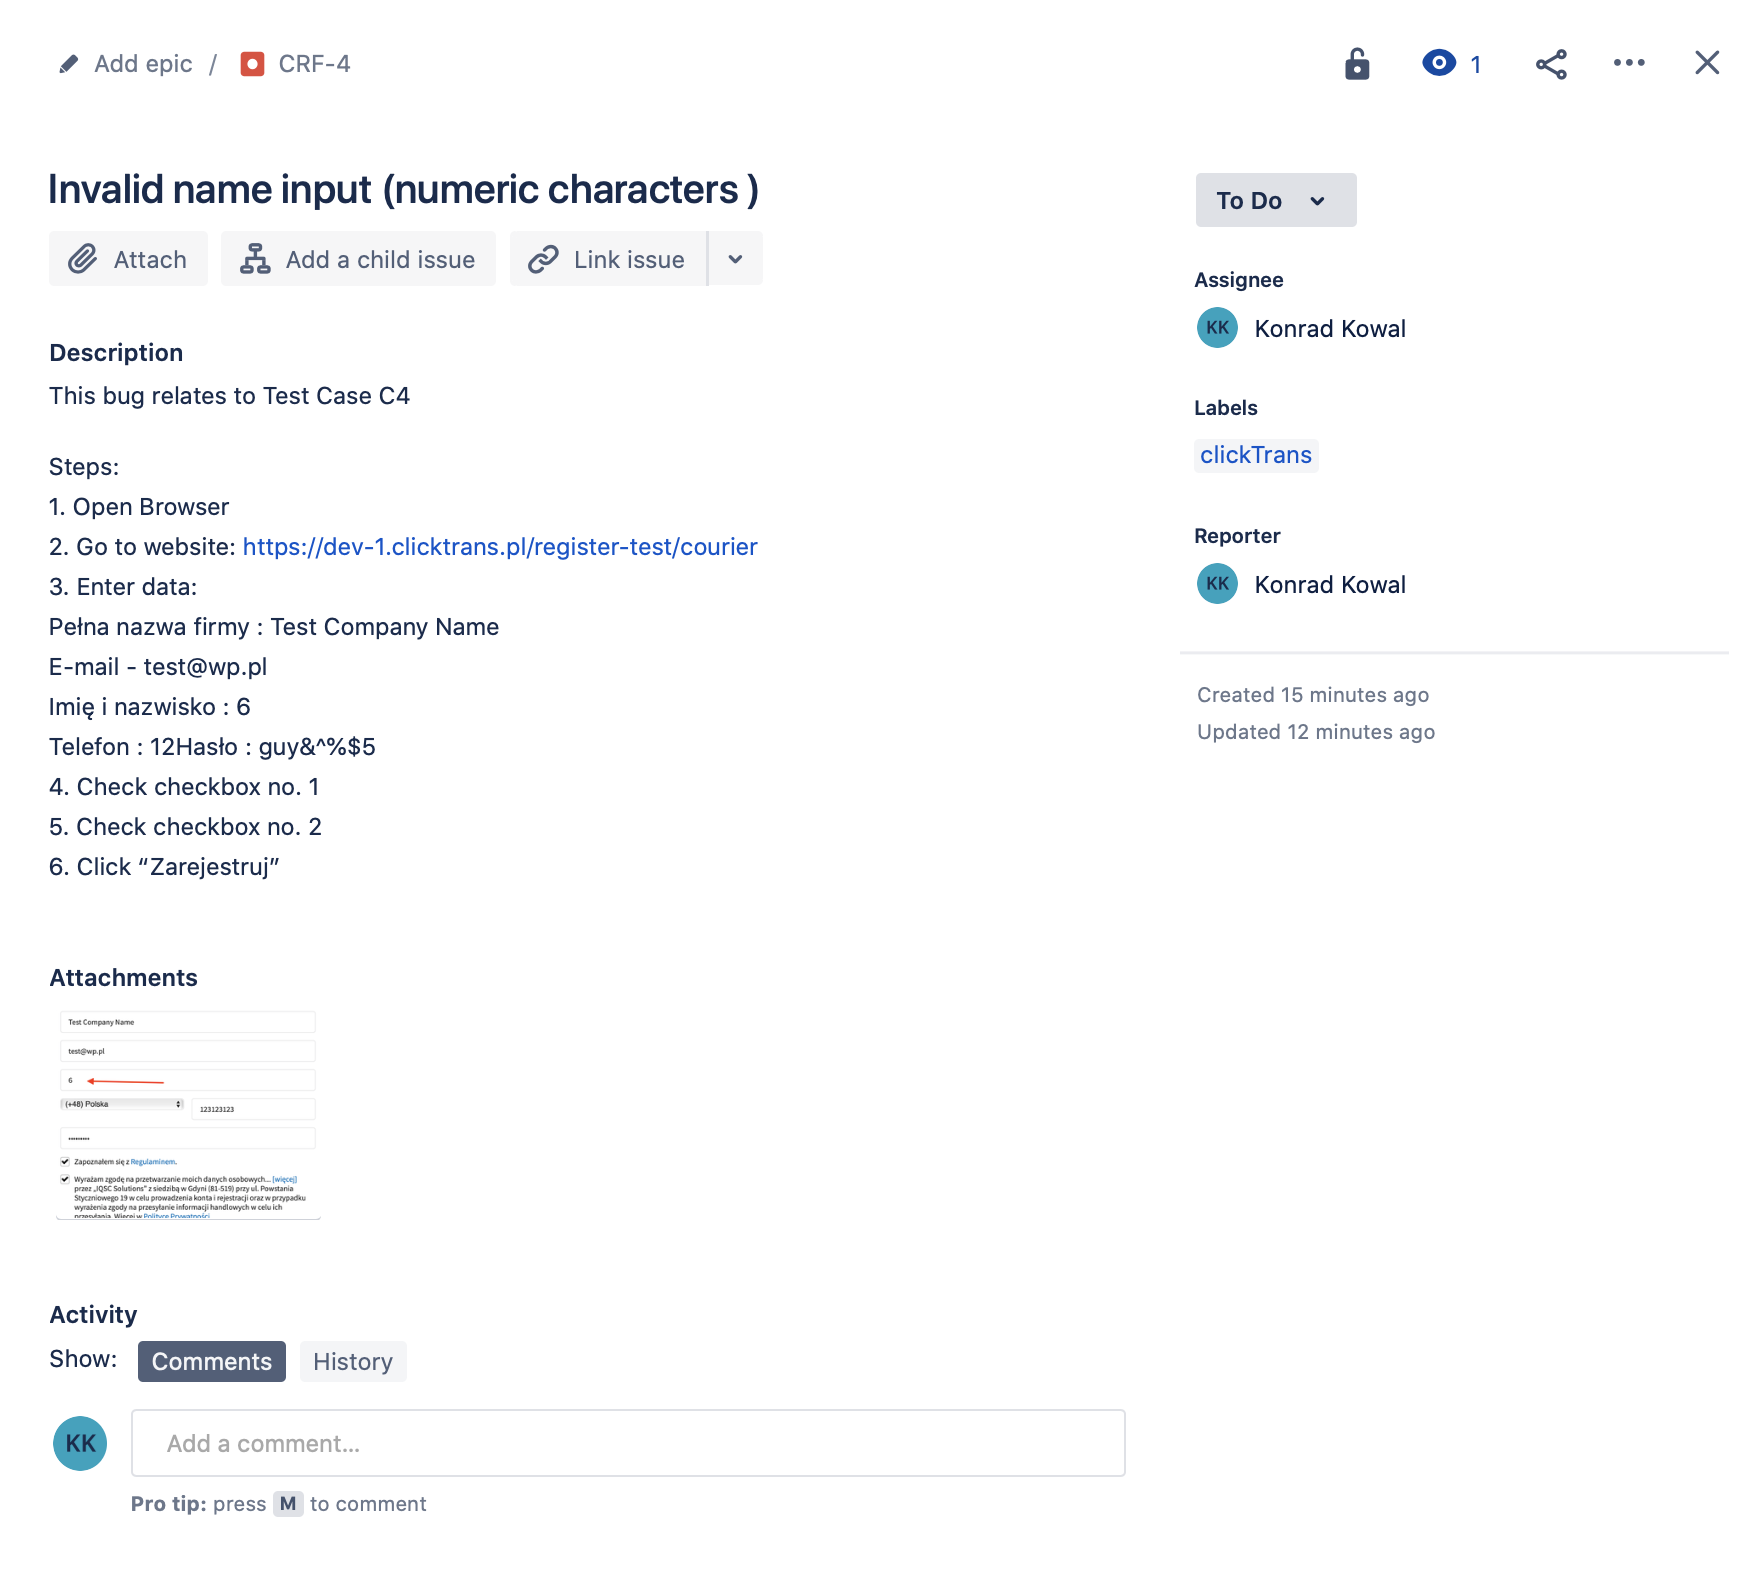 Add epic / CRF-4
1
Invalid name input (numeric characters )
Attach
Add a child issue
Link issue
Description
This bug relates to Test Case C4
Steps:
1. Open Browser
2. Go to website: https://dev-1.clicktrans.pl/register-test/courier
3. Enter data:
Pełna nazwa firmy : Test Company Name
E-mail - test@wp.pl
Imię i nazwisko : 6
Telefon : 12Hasło : guy&^%$5
4. Check checkbox no. 1
5. Check checkbox no. 2
6. Click “Zarejestruj”
Attachments
Test Company Name
test@wp.pl
6
(+48) Polska
123123123
Zapoznałem się z Regulaminem.
Wyrażam zgodę na przetwarzanie moich danych osobowych... [więcej]
przez „IQSC Solutions” z siedzibą w Gdyni (81-519) przy ul. Powstania
Styczniowego 19 w celu prowadzenia konta i rejestracji oraz w przypadku
wyrażenia zgody na przesyłanie informacji handlowych w celu ich
przesyłania. Więcej w Polityce Prywatności
Activity
Show:
Comments
History
KK
Add a comment...
Pro tip: press M to comment
To Do
Assignee
KK Konrad Kowal
Labels
clickTrans
Reporter
KK Konrad Kowal
Created 15 minutes ago
Updated 12 minutes ago